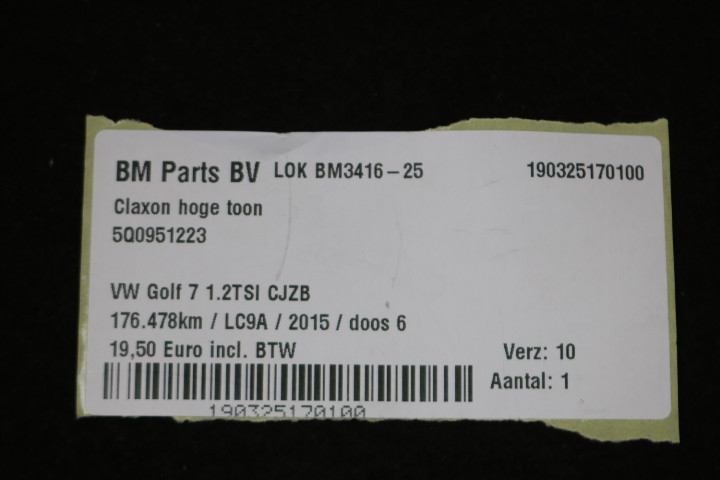 BM Parts BV LOK BM3416-25 190325170100
Claxon hoge toon
5Q0951223
VW Golf 7 1.2TSI CJZB
176.478km / LC9A / 2015 / doos 6
19,50 Euro incl. BTW Verz: 10
Aantal: 1
190325170100